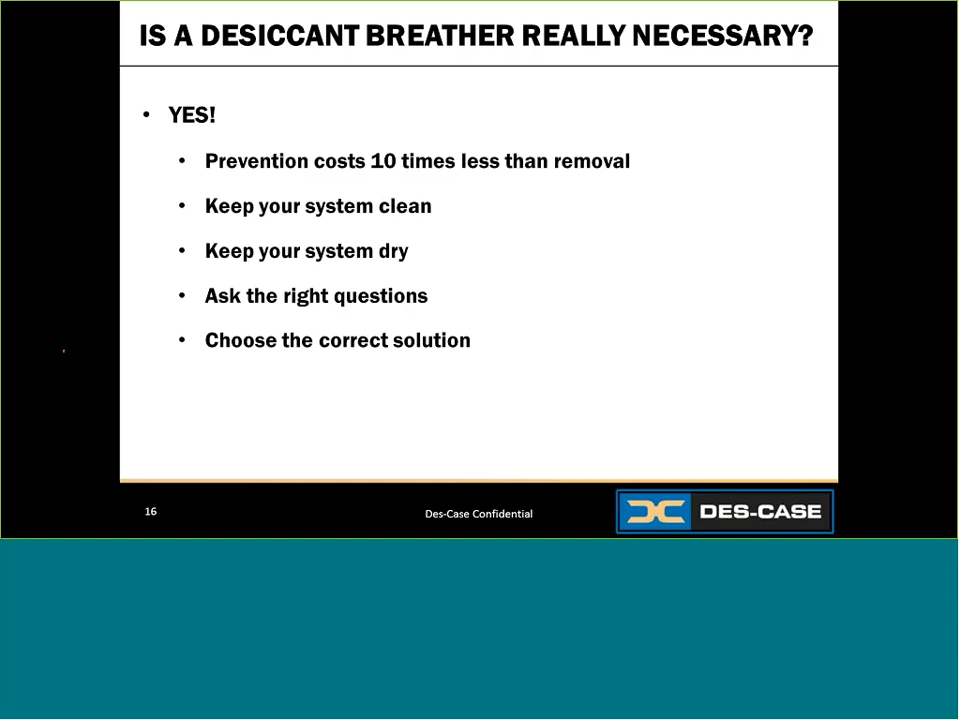 IS A DESICCANT BREATHER REALLY NECESSARY?
• YES!
• Prevention costs 10 times less than removal
• Keep your system clean
• Keep your system dry
• Ask the right questions
• Choose the correct solution
16
Des-Case Confidential
DES-CASE